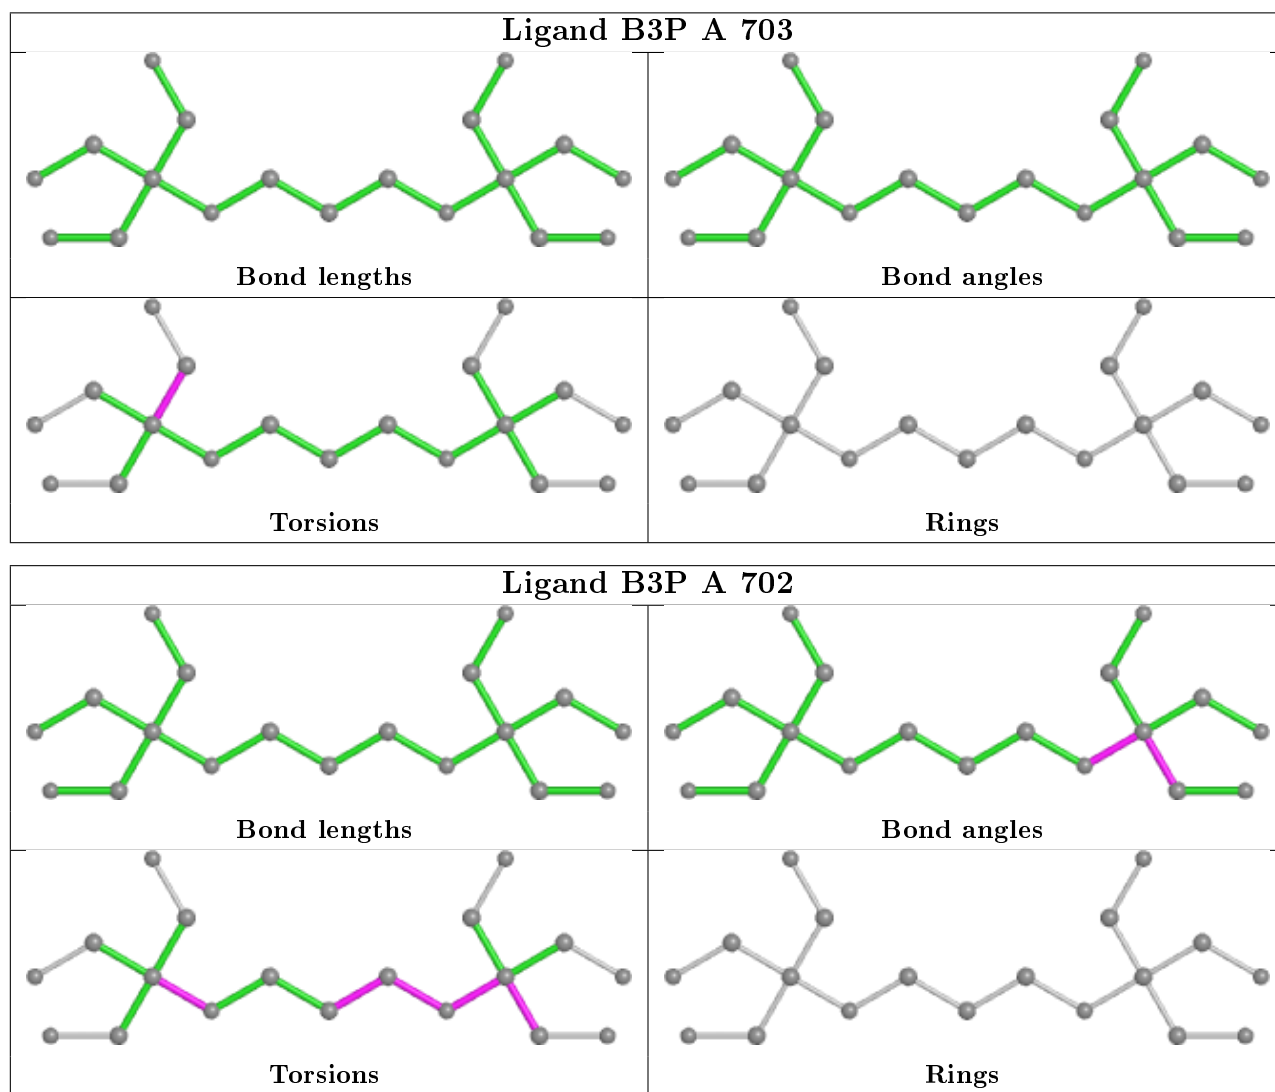 Ligand B3P A 703
Bond lengths
Bond angles
Torsions
Rings
Ligand B3P A 702
Bond lengths
Bond angles
Torsions
Rings